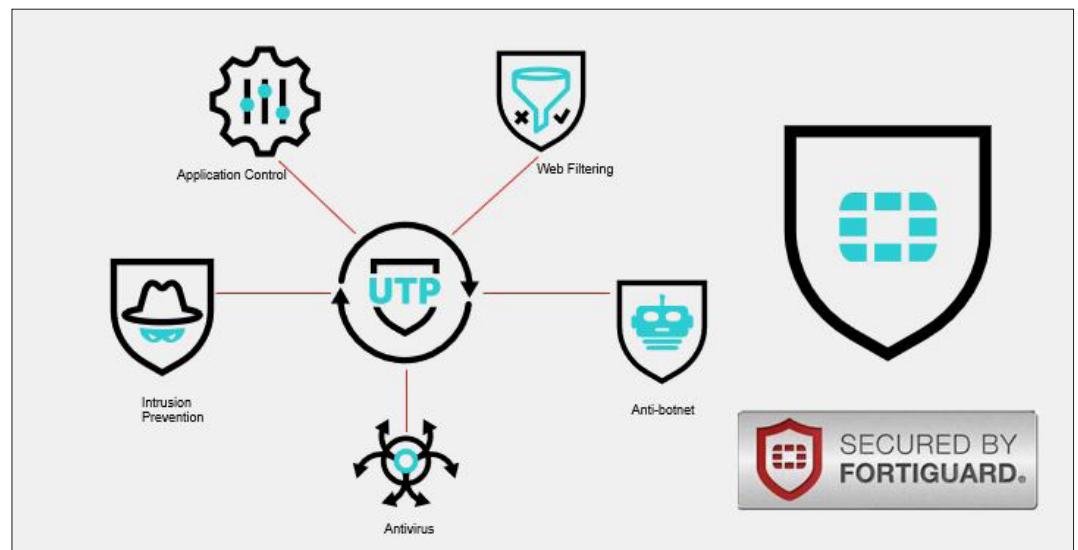 Application Control
Web Filtering
UTP
Intrusion
Prevention
Anti-botnet
Antivirus
SECURED BY
FORTIGUARD®